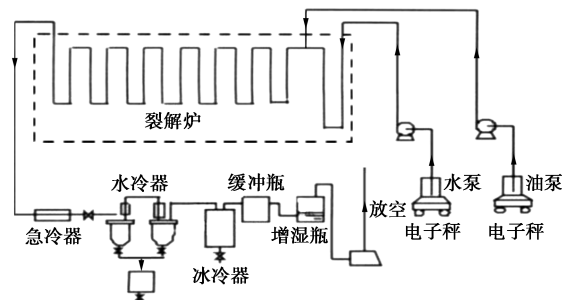 裂解炉
水冷器
缓冲瓶
水泵
油泵
急冷器
增湿瓶
放空
电子秤
电子秤
冰冷器